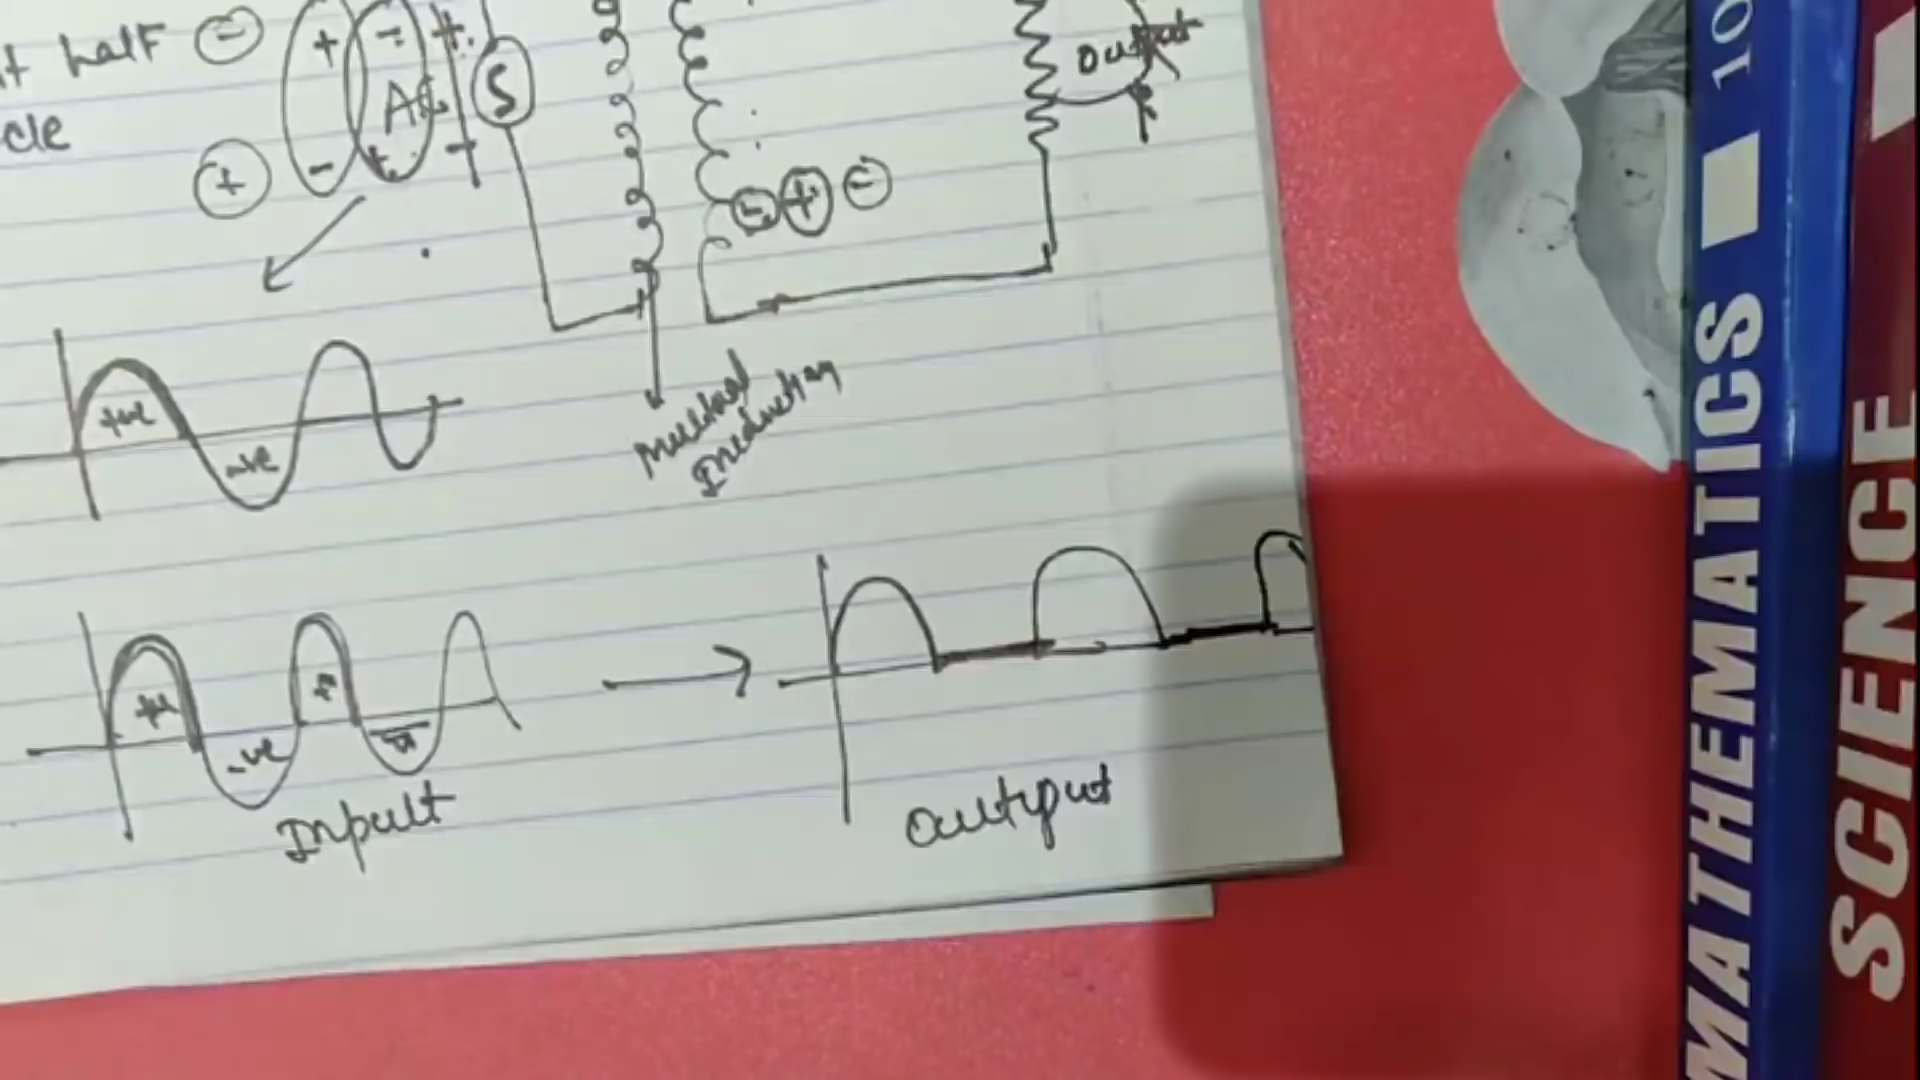 half ⊖ + - +
AC S
output
cle
⊕ - + -
- + ⊖
Mutual
Induction
+ve
-ve
+ve -ve + -
Input
output
MATHEMATICS 10
SCIENCE